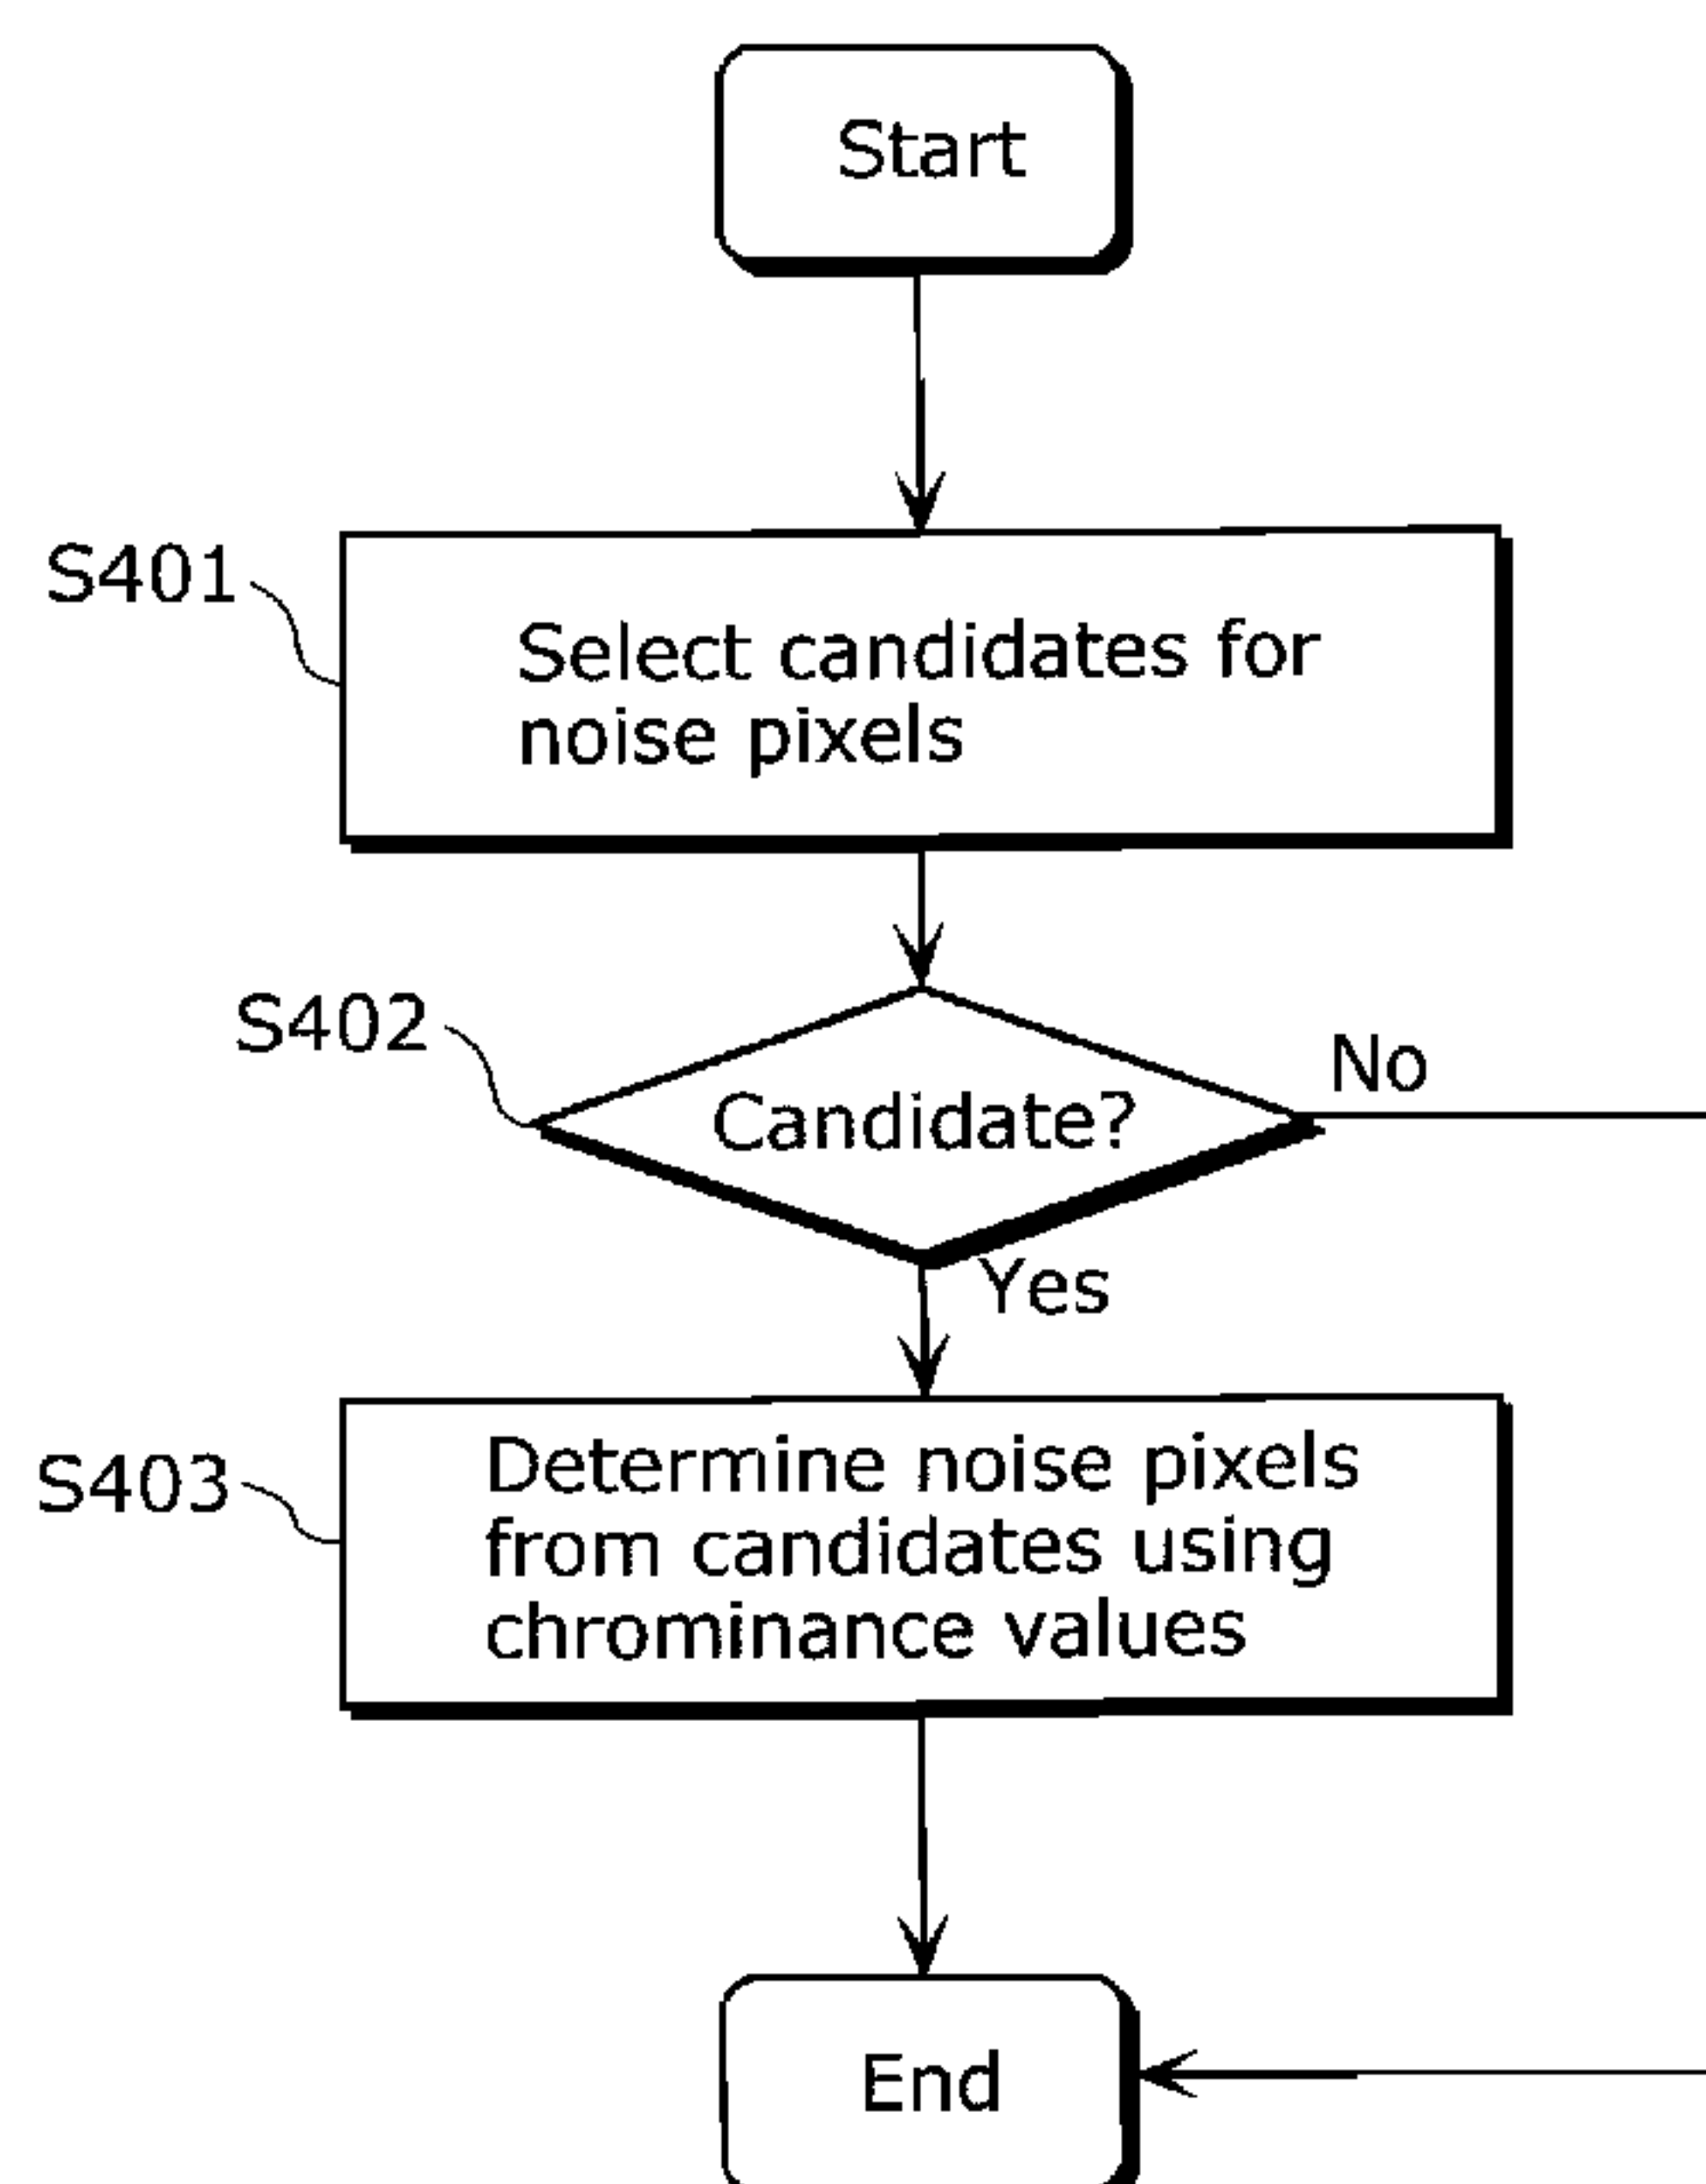 Start
S401
Select candidates for
noise pixels
S402
Candidate?
No
Yes
S403
Determine noise pixels
from candidates using
chrominance values
End